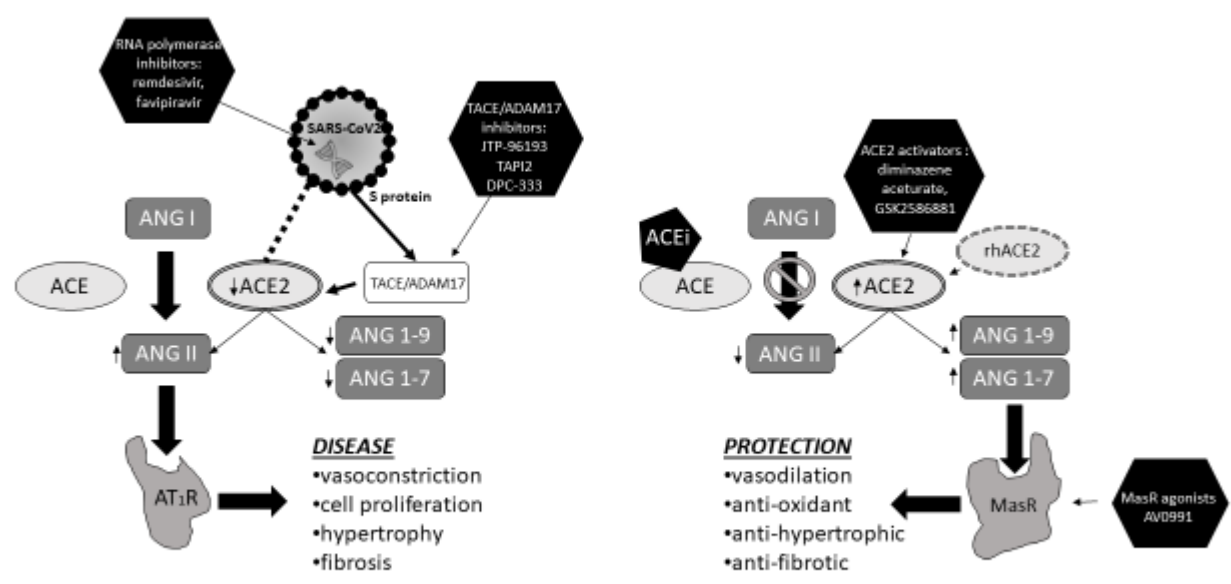 RNA polymerase
inhibitors:
remdesivir,
favipiravir
SARS-CoV2
S protein
TACE/ADAM17
inhibitors:
JTP-96193
TAPI2
DPC-333
ANG I
ACE
↓ACE2
TACE/ADAM17
↑ ANG II
↓ ANG 1-9
↓ ANG 1-7
AT1R
DISEASE
•vasoconstriction
•cell proliferation
•hypertrophy
•fibrosis
ACE2 activators :
diminazene
aceturate,
GSK2586881
ACEi
ANG I
ACE
↑ACE2
rhACE2
↓ ANG II
↑ ANG 1-9
↑ ANG 1-7
PROTECTION
•vasodilation
•anti-oxidant
•anti-hypertrophic
•anti-fibrotic
MasR
MasR agonists
AV0991